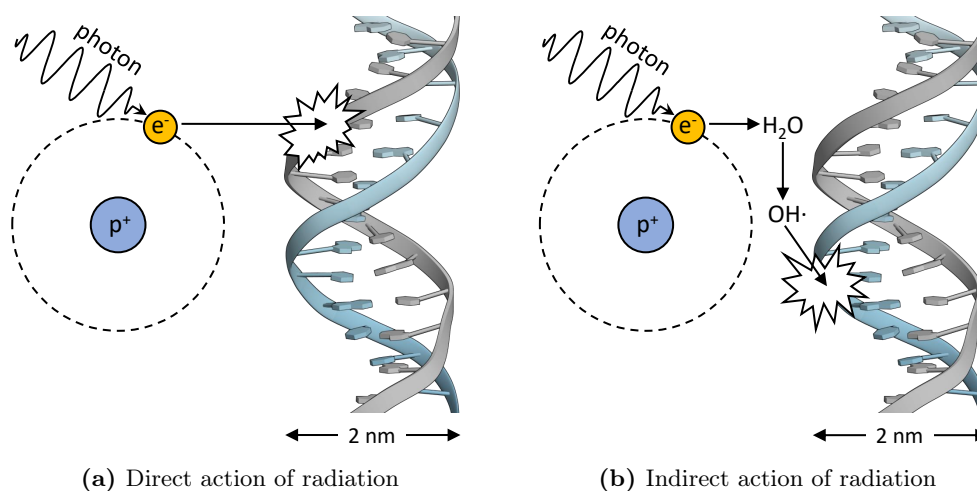 photon
e⁻
p⁺
2 nm
(a) Direct action of radiation
photon
e⁻
H₂O
OH·
p⁺
2 nm
(b) Indirect action of radiation